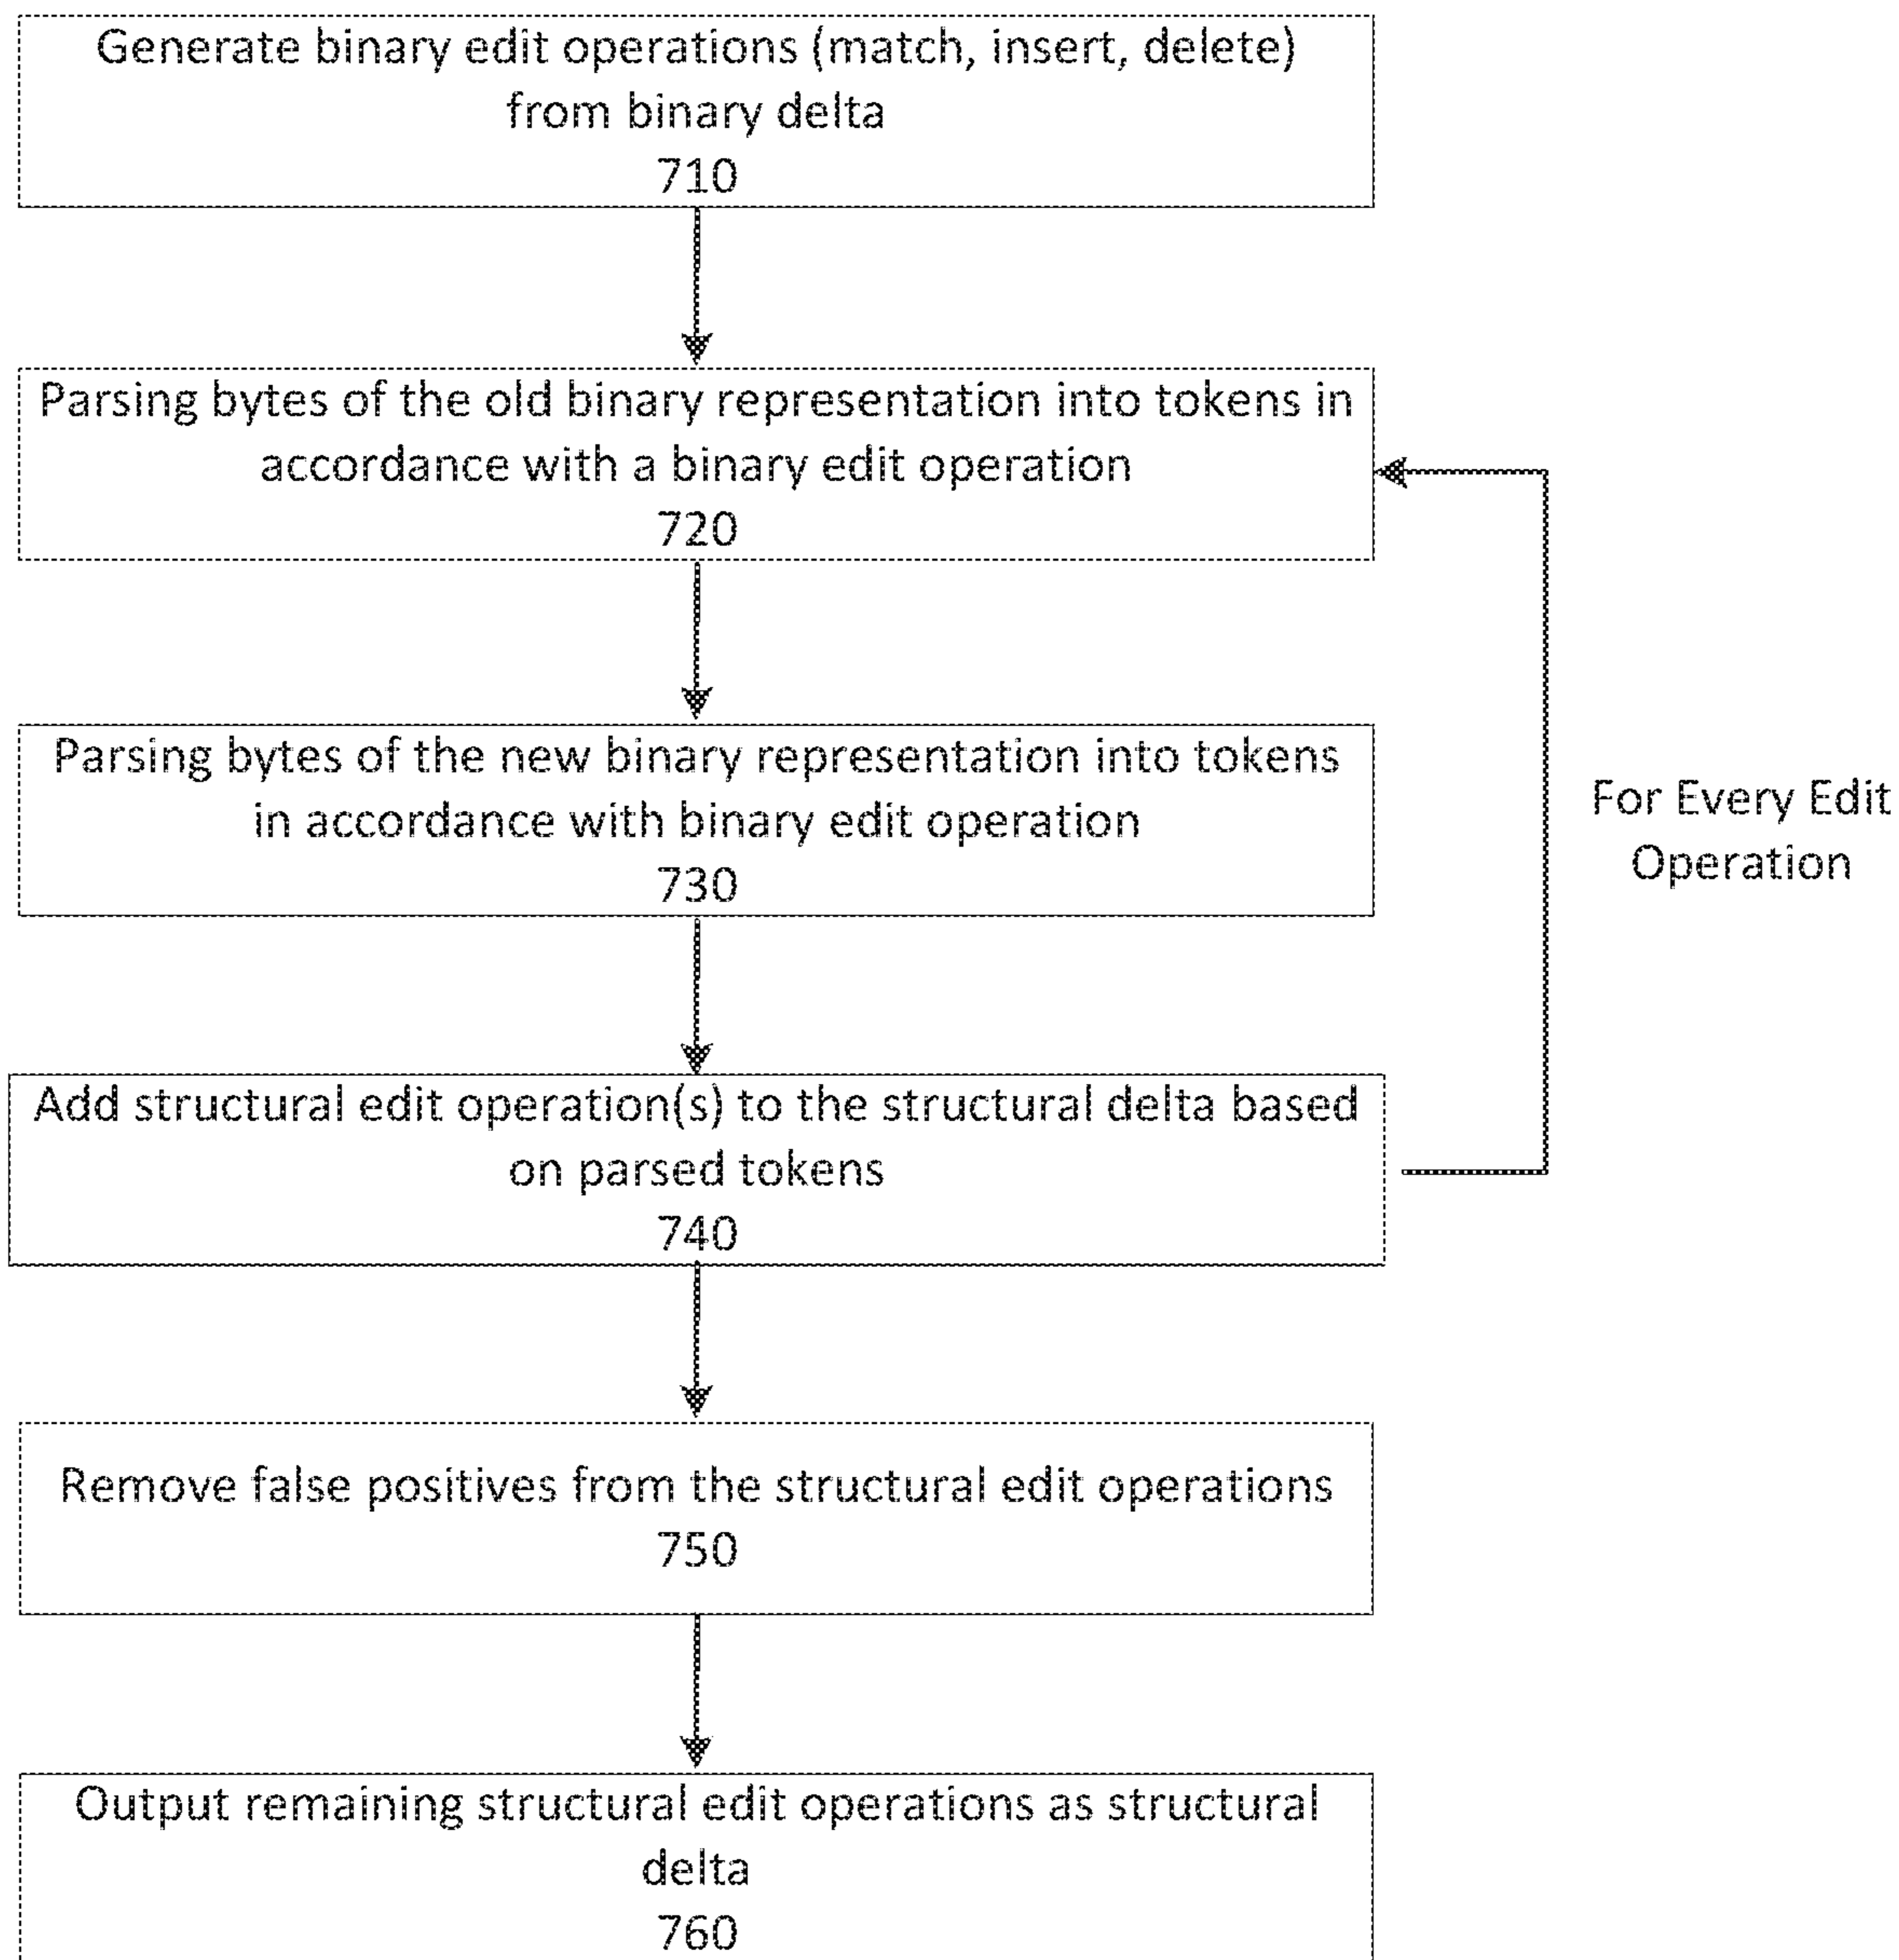 Generate binary edit operations (match, insert, delete)
from binary delta
710
Parsing bytes of the old binary representation into tokens in
accordance with a binary edit operation
720
Parsing bytes of the new binary representation into tokens
in accordance with binary edit operation
730
For Every Edit
Operation
Add structural edit operation(s) to the structural delta based
on parsed tokens
740
Remove false positives from the structural edit operations
750
Output remaining structural edit operations as structural
delta
760